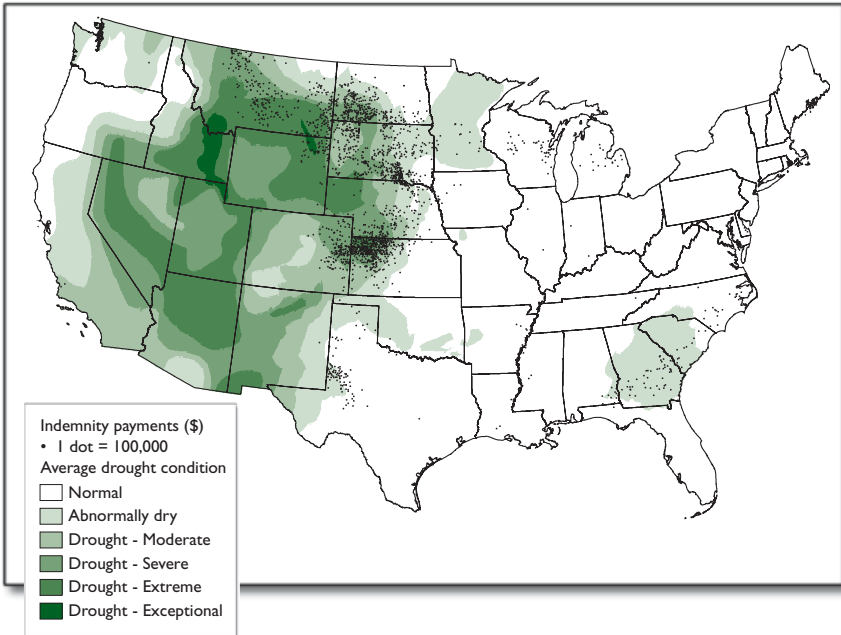 Indemnity payments ($)
• 1 dot = 100,000
Average drought condition
Normal
Abnormally dry
Drought - Moderate
Drought - Severe
Drought - Extreme
Drought - Exceptional